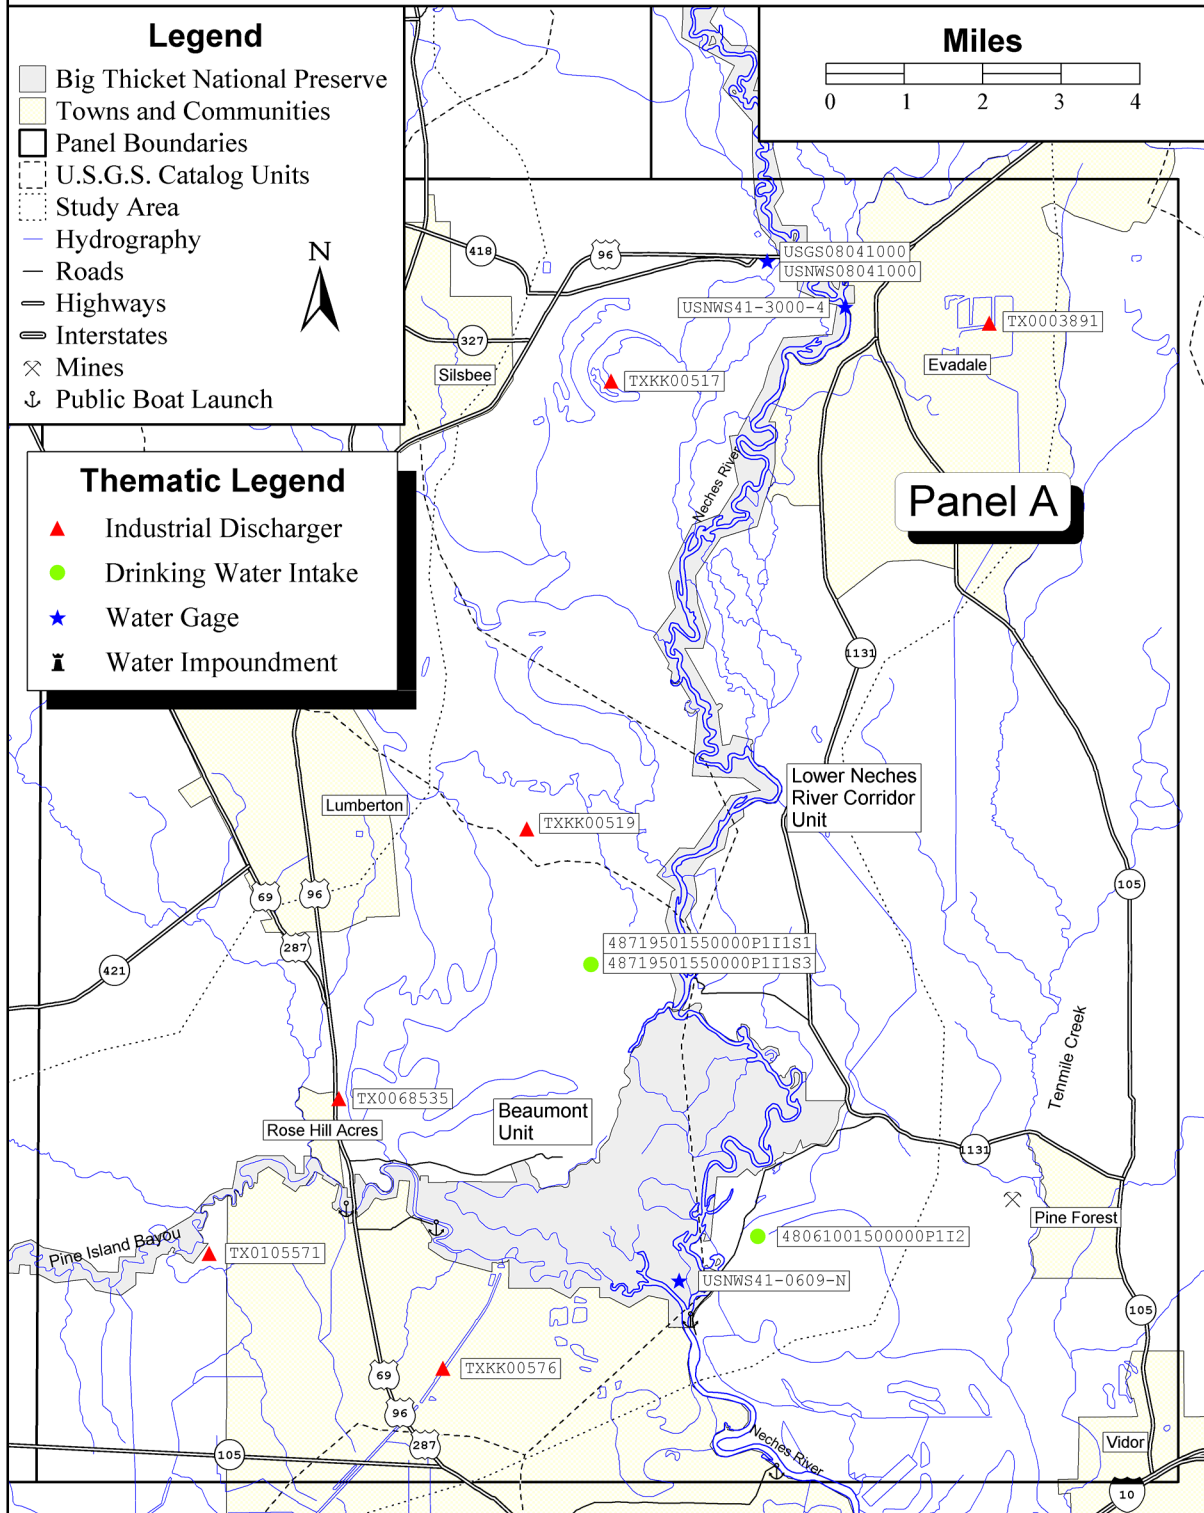 Legend
Big Thicket National Preserve
Towns and Communities
Panel Boundaries
U.S.G.S. Catalog Units
Study Area
Hydrography
Roads
Highways
Interstates
Mines
Public Boat Launch
N
Miles
0 1 2 3 4
Thematic Legend
Industrial Discharger
Drinking Water Intake
Water Gage
Water Impoundment
Panel A
418
96
USGS08041000
USNWS08041000
USNWS41-3000-4
TX0003891
327
Silsbee
Evadale
TXKK00517
Neches River
1131
Lower Neches
River Corridor
Unit
Lumberton
TXKK00519
69
96
105
287
421
48719501550000P1I1S1
48719501550000P1I1S3
Tenmile Creek
TX0068535
Beaumont
Unit
Rose Hill Acres
1131
Pine Forest
Pine Island Bayou
TX0105571
48061001500000P1I2
USNWS41-0609-N
105
TXKK00576
69
96
287
105
Neches River
Vidor
10